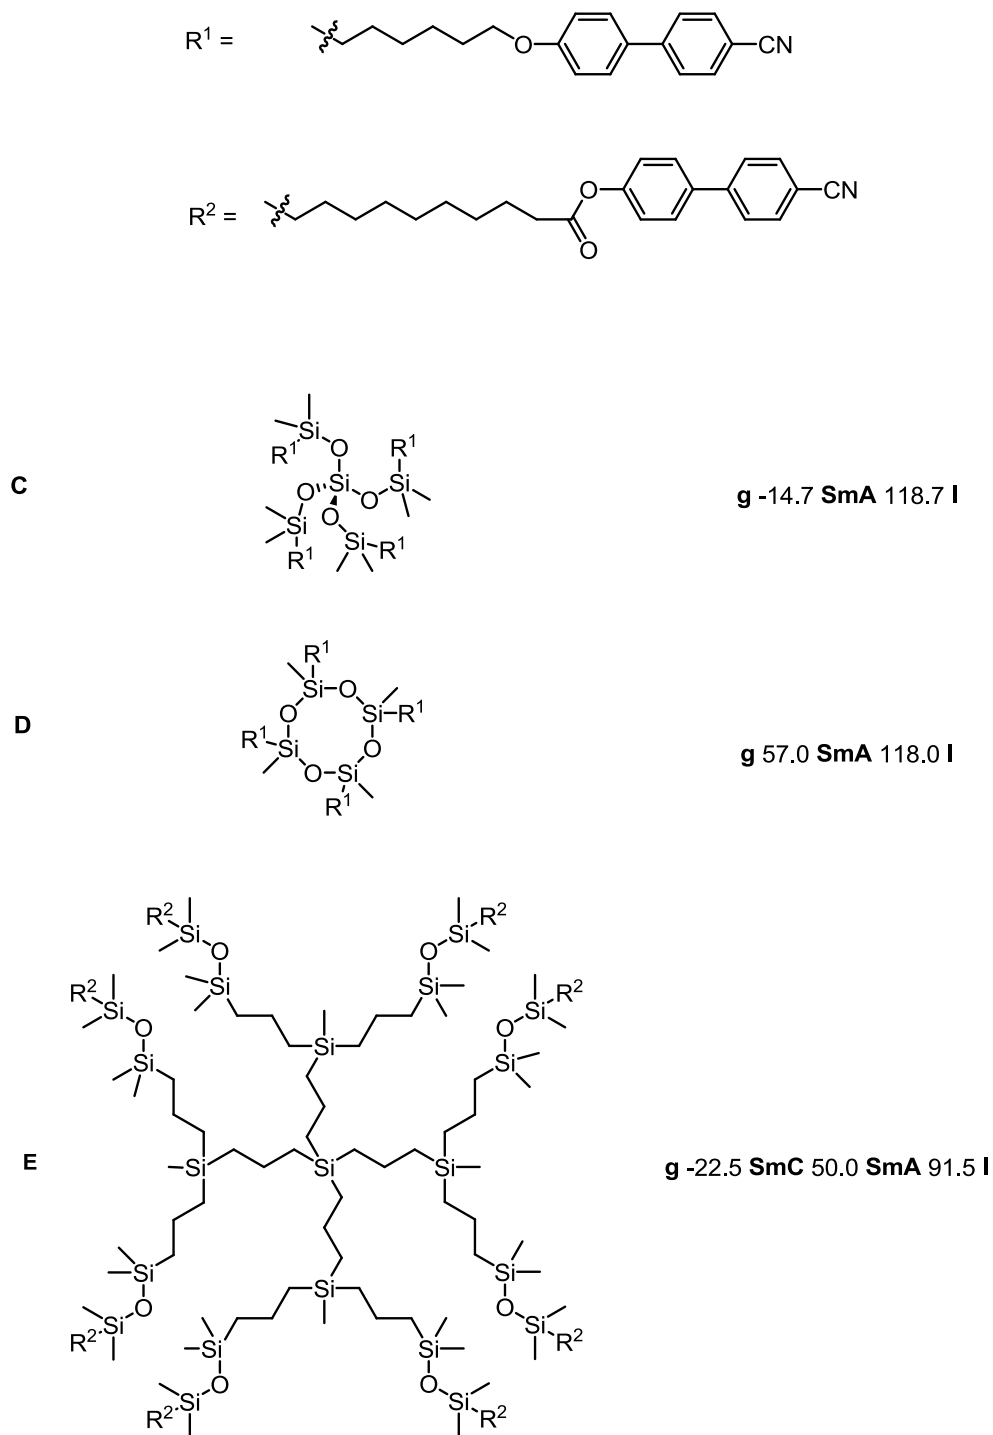 R¹ =
O
CN
R² =
O
O
CN
C
Si
R¹
O
R¹
O
Si
O
Si
Si
O
R¹
Si
R¹
g -14.7 SmA 118.7 I
D
R¹
Si
O
O
Si
R¹
R¹
Si
O
O
Si
R¹
g 57.0 SmA 118.0 I
E
R²
R²
Si
Si
O
O
Si
Si
R²
R²
Si
Si
O
O
Si
Si
Si
Si
Si
Si
Si
Si
Si
Si
O
O
Si
Si
R²
R²
Si
Si
O
O
Si
Si
R²
R²
g -22.5 SmC 50.0 SmA 91.5 I